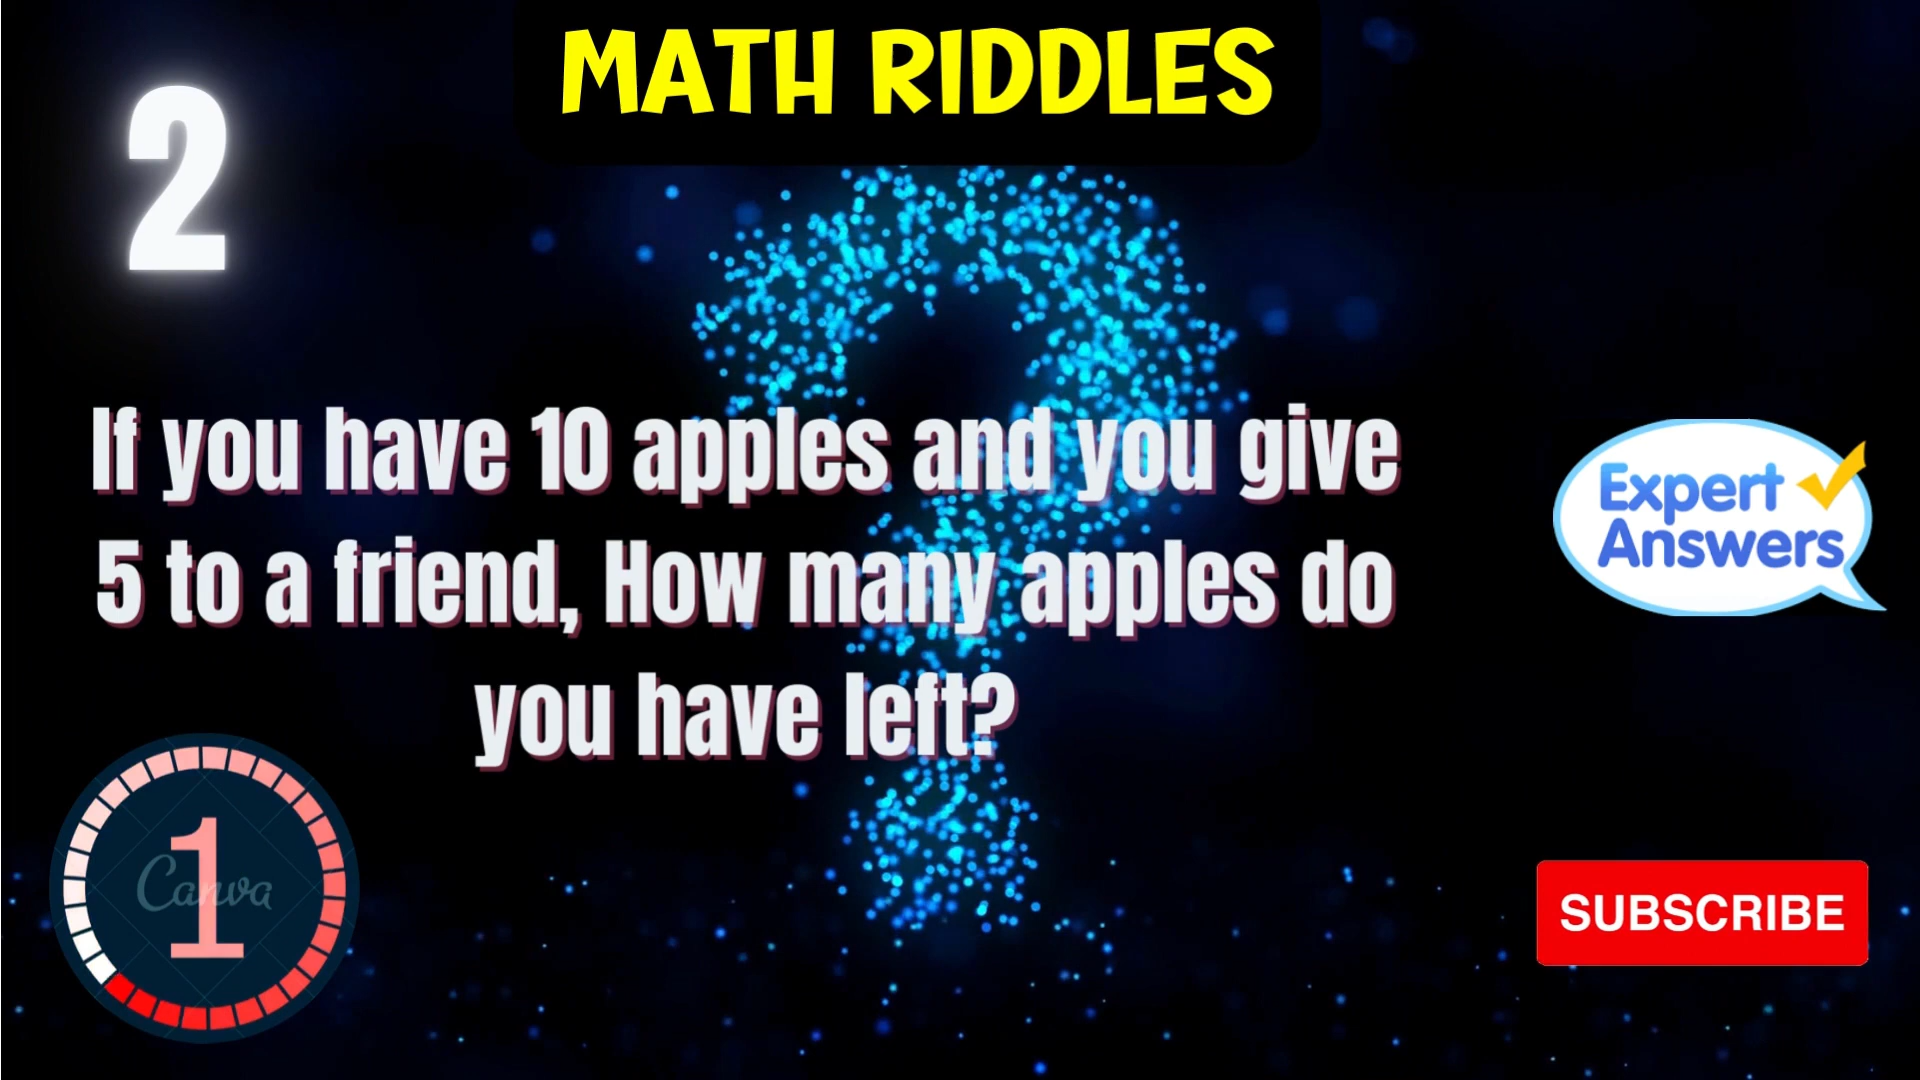 MATH RIDDLES
2
If you have 10 apples and you give
5 to a friend, How many apples do
you have left?
Expert
Answers
1
Canva
SUBSCRIBE